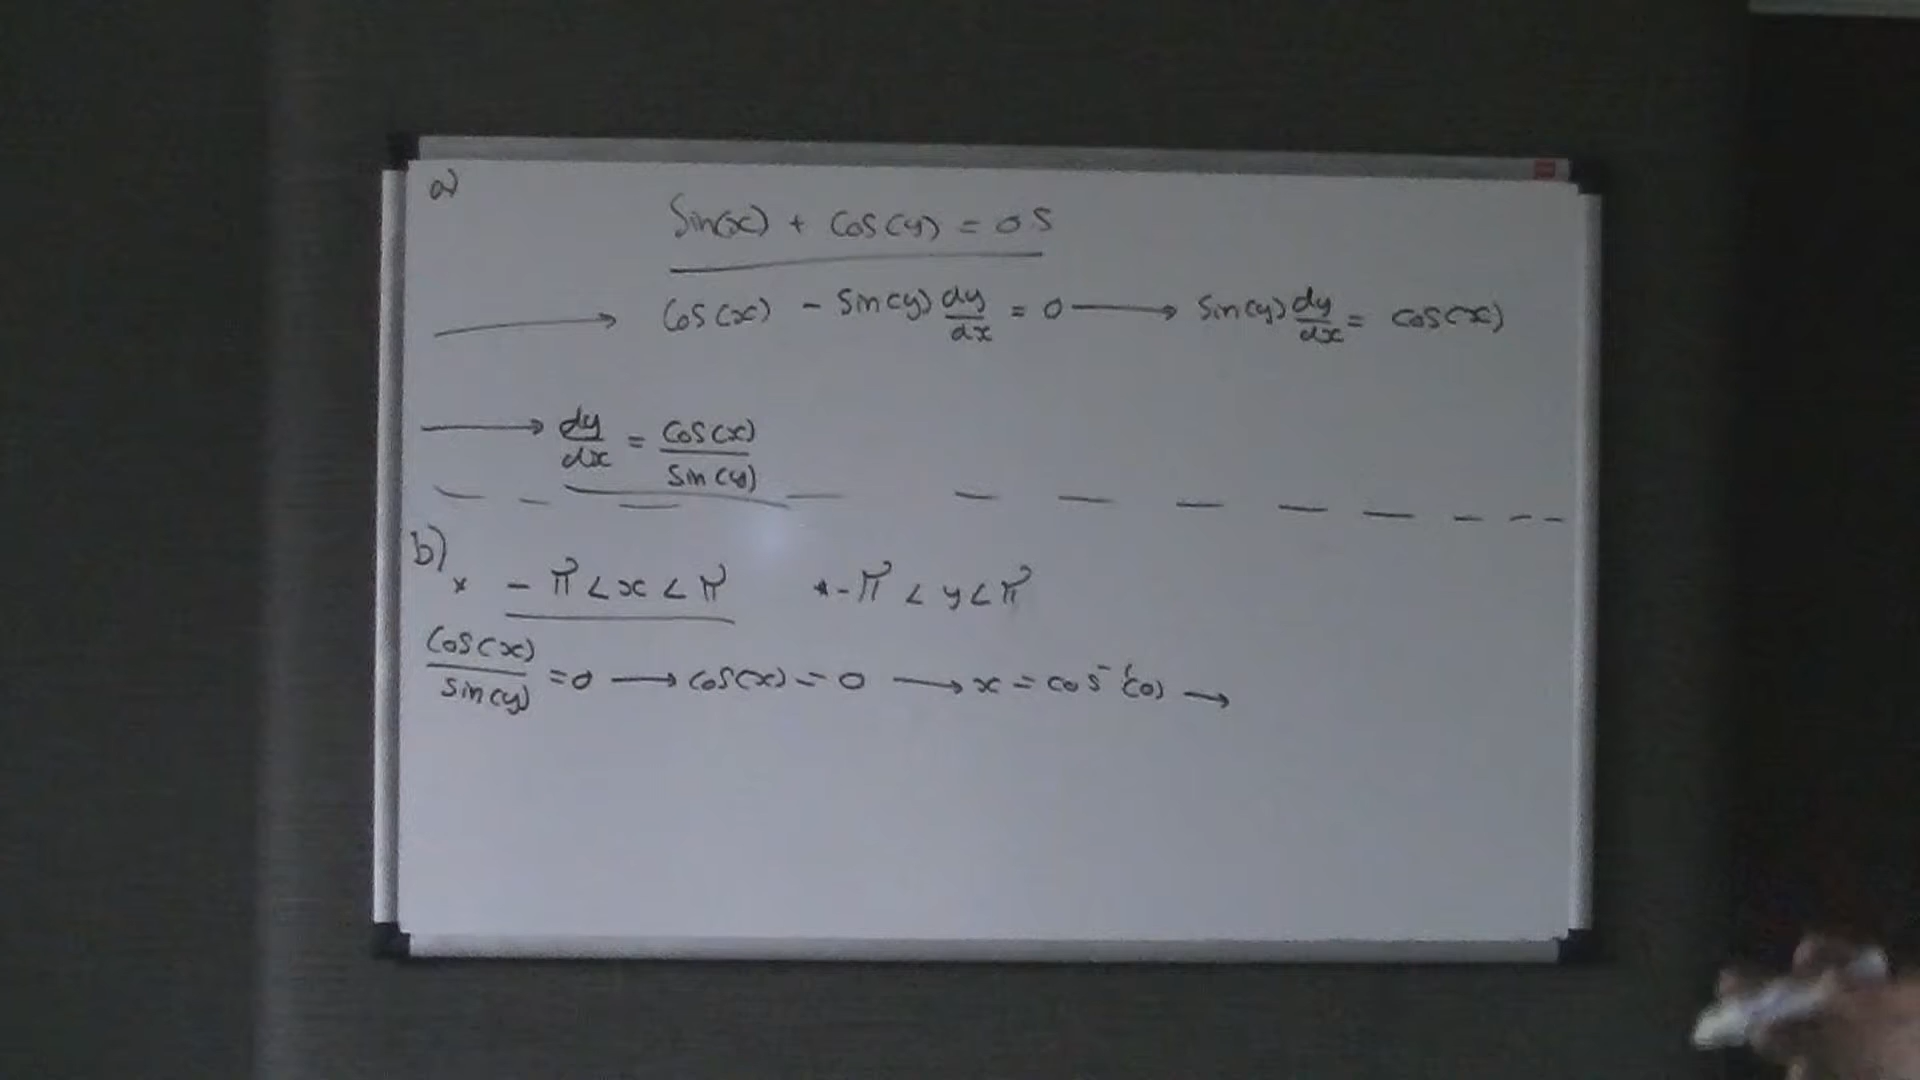 a)
Sin(x) + cos(y) = 0.5
→ cos(x) - sin(y) dy/dx = 0 → sin(y) dy/dx = cos(x)
→ dy/dx = cos(x)/sin(y)
b)
* - π < x < π * - π < y < π
cos(x)/sin(y) = 0 → cos(x) = 0 → x = cos⁻¹(0) →